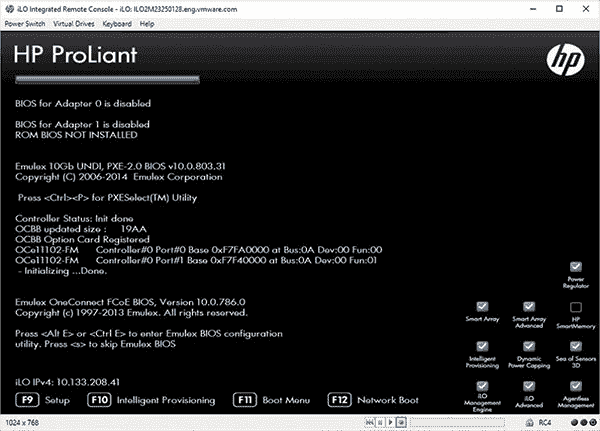 iLO Integrated Remote Console - iLO: ILO2M23250128.eng.vmware.com
Power Switch Virtual Drives Keyboard Help
HP ProLiant
hp
BIOS for Adapter 0 is disabled
BIOS for Adapter 1 is disabled
ROM BIOS NOT INSTALLED
Emulex 10Gb UNDI, PXE-2.0 BIOS v10.0.803.31
Copyright (C) 2006-2014 Emulex Corporation
Press <Ctrl><P> for PXESelect(TM) Utility
Controller Status: Init done
OCBB updated size : 19AA
OCBB Option Card Registered
OCe11102-FM Controller#0 Port#0 Base 0xF7FA0000 at Bus:0A Dev:00 Fun:00
OCe11102-FM Controller#0 Port#1 Base 0xF7F40000 at Bus:0A Dev:00 Fun:01
- Initializing ...Done.
Power
Regulator
Emulex OneConnect FCoE BIOS, Version 10.0.786.0
Copyright (c) 1997-2013 Emulex. All rights reserved.
Press <Alt E> or <Ctrl E> to enter Emulex BIOS configuration
utility. Press <s> to skip Emulex BIOS
Smart Array
Smart Array
Advanced
HP
SmartMemory
Intelligent
Provisioning
Dynamic
Power Capping
Sea of Sensors
3D
iLO
Management
Engine
iLO
Advanced
Agentless
Management
iLO IPv4: 10.133.208.41
F9 Setup F10 Intelligent Provisioning F11 Boot Menu F12 Network Boot
1024 x 768 RC4